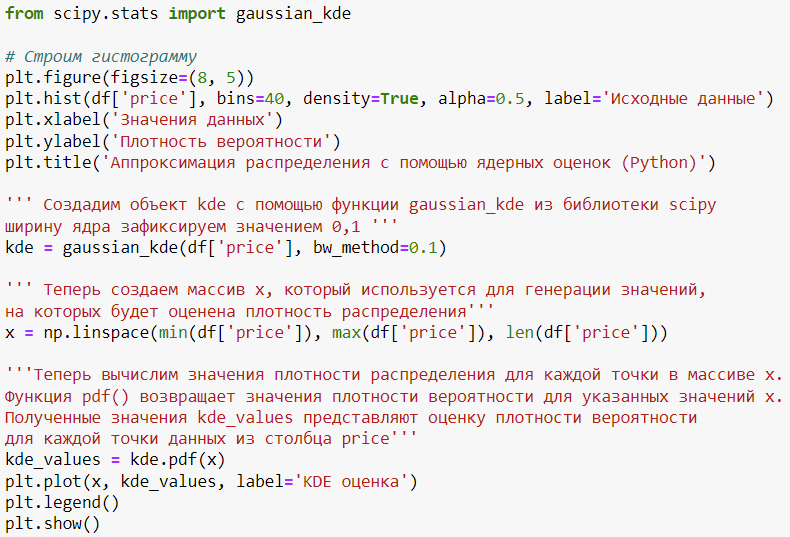 from scipy.stats import gaussian_kde
# Строим гистограмму
plt.figure(figsize=(8, 5))
plt.hist(df['price'], bins=40, density=True, alpha=0.5, label='Исходные данные')
plt.xlabel('Значения данных')
plt.ylabel('Плотность вероятности')
plt.title('Аппроксимация распределения с помощью ядерных оценок (Python)')
''' Создадим объект kde с помощью функции gaussian_kde из библиотеки scipy
ширину ядра зафиксируем значением 0,1 '''
kde = gaussian_kde(df['price'], bw_method=0.1)
''' Теперь создаем массив x, который используется для генерации значений,
на которых будет оценена плотность распределения'''
x = np.linspace(min(df['price']), max(df['price']), len(df['price']))
'''Теперь вычислим значения плотности распределения для каждой точки в массиве x.
Функция pdf() возвращает значения плотности вероятности для указанных значений x.
Полученные значения kde_values представляют оценку плотности вероятности
для каждой точки данных из столбца price'''
kde_values = kde.pdf(x)
plt.plot(x, kde_values, label='KDE оценка')
plt.legend()
plt.show()